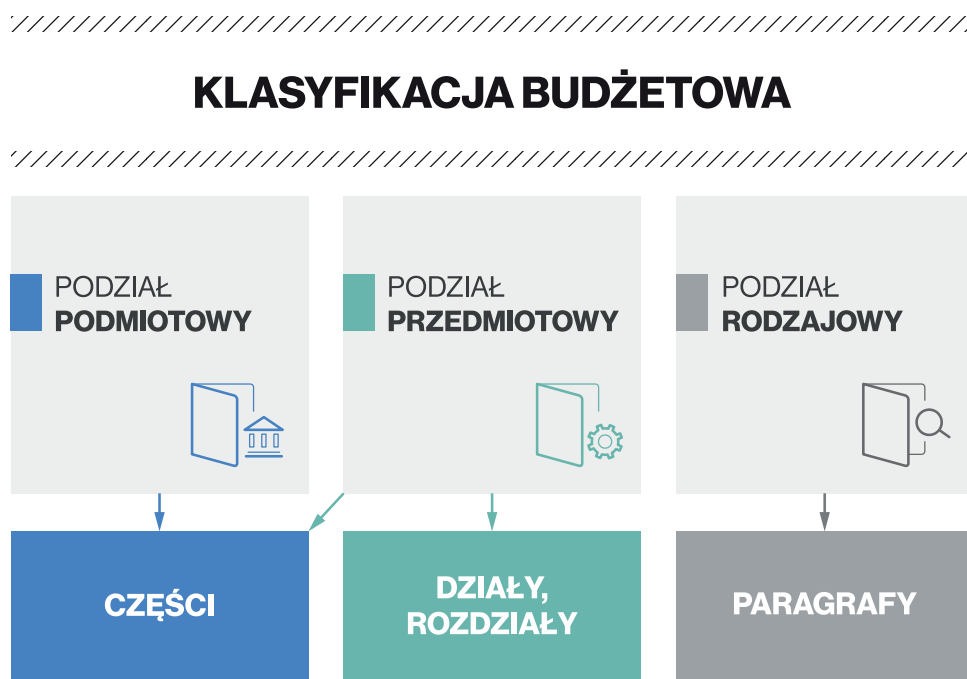 KLASYFIKACJA BUDŻETOWA
PODZIAŁ
PODMIOTOWY
PODZIAŁ
PRZEDMIOTOWY
PODZIAŁ
RODZAJOWY
CZĘŚCI
DZIAŁY,
ROZDZIAŁY
PARAGRAFY